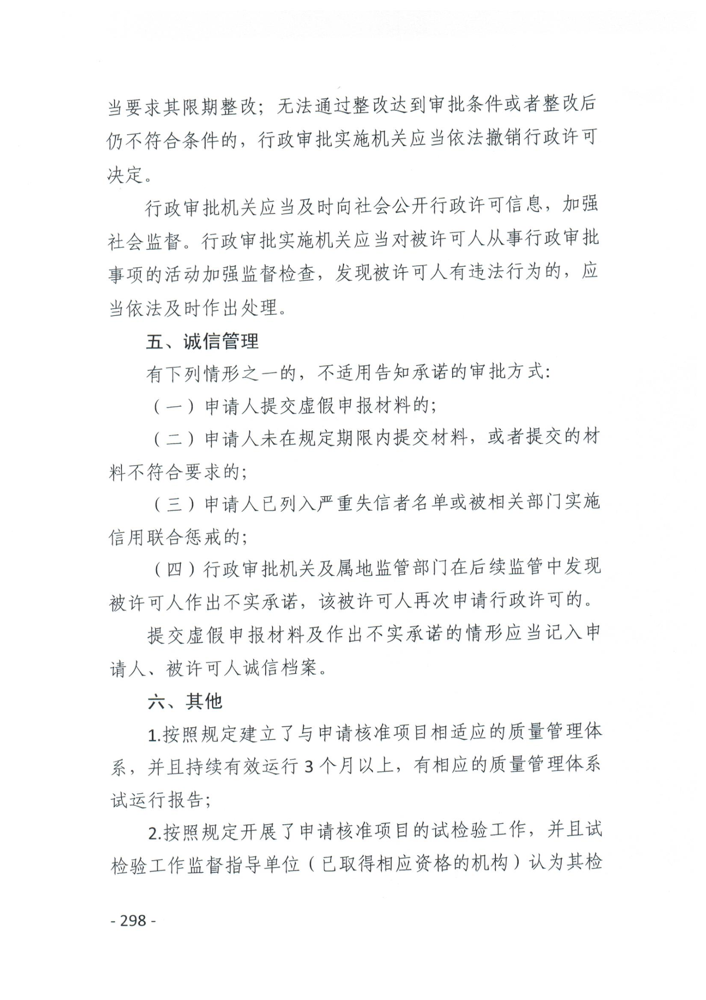 当要求其限期整改；无法通过整改达到审批条件或者整改后
仍不符合条件的，行政审批实施机关应当依法撤销行政许可
决定。
行政审批机关应当及时向社会公开行政许可信息，加强
社会监督。行政审批实施机关应当对被许可人从事行政审批
事项的活动加强监督检查，发现被许可人有违法行为的，应
当依法及时作出处理。
五、诚信管理
有下列情形之一的，不适用告知承诺的审批方式：
（一）申请人提交虚假申报材料的；
（二）申请人未在规定期限内提交材料，或者提交的材
料不符合要求的；
（三）申请人已列入严重失信者名单或被相关部门实施
信用联合惩戒的；
（四）行政审批机关及属地监管部门在后续监管中发现
被许可人作出不实承诺，该被许可人再次申请行政许可的。
提交虚假申报材料及作出不实承诺的情形应当记入申
请人、被许可人诚信档案。
六、其他
1.按照规定建立了与申请核准项目相适应的质量管理体
系，并且持续有效运行 3 个月以上，有相应的质量管理体系
试运行报告；
2.按照规定开展了申请核准项目的试检验工作，并且试
检验工作监督指导单位（已取得相应资格的机构）认为其检
- 298 -